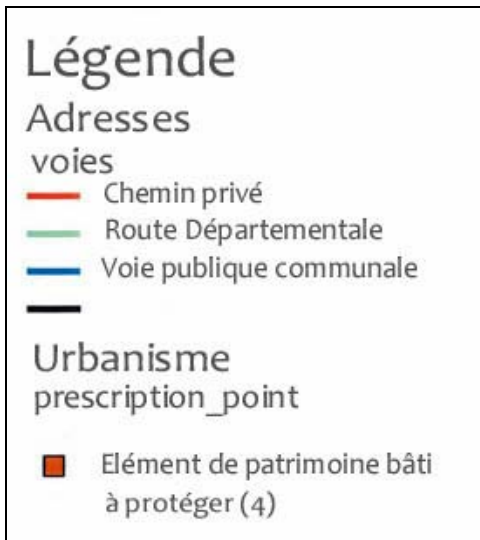 Légende
Adresses
voies
Chemin privé
Route Départementale
Voie publique communale
Urbanisme
prescription_point
Elément de patrimoine bâti
à protéger (4)